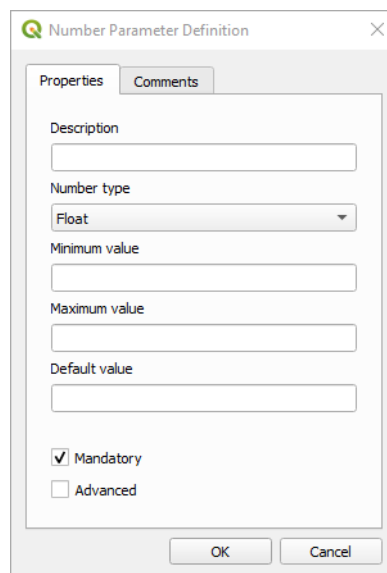 Number Parameter Definition
Properties Comments
Description
Number type
Float
Minimum value
Maximum value
Default value
Mandatory
Advanced
OK Cancel